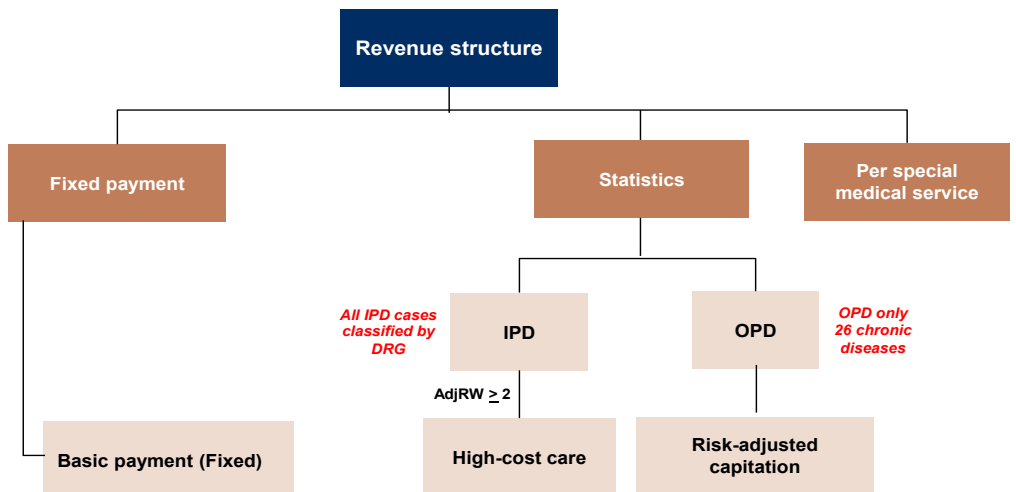 Revenue structure
Fixed payment
Statistics
Per special
medical service
All IPD cases
classified by
DRG
IPD
OPD
OPD only
26 chronic
diseases
AdjRW ≥ 2
Basic payment (Fixed)
High-cost care
Risk-adjusted
capitation